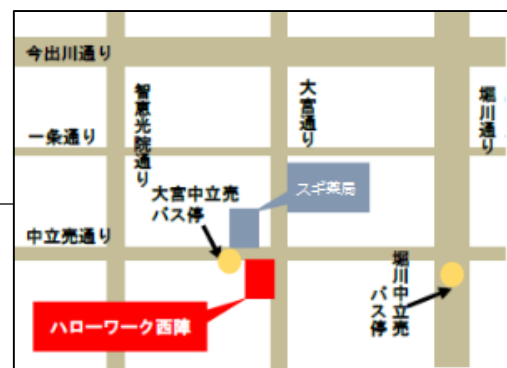 今出川通り
智恵光院通り
大宮通り
堀川通り
一条通り
大宮中立売
バス停
スギ薬局
中立売通り
堀川中立売
バス停
ハローワーク西陣